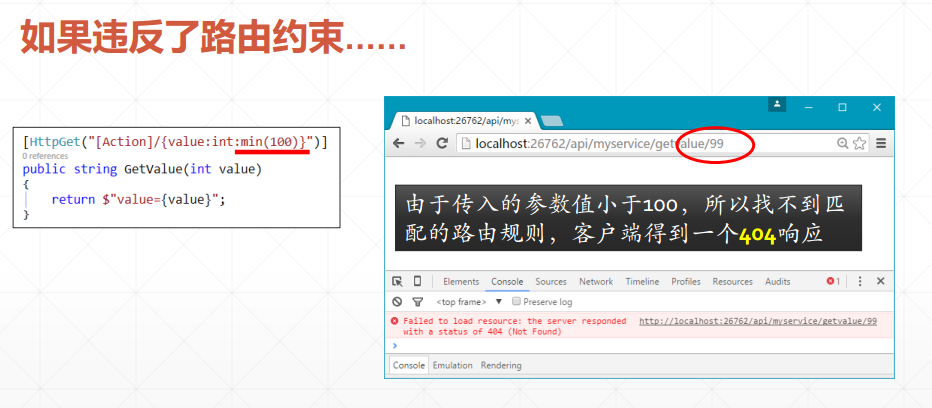 如果违反了路由约束……
[HttpGet("[Action]/{value:int:min(100)}")]
0 references
public string GetValue(int value)
{
return $"value={value}";
}
localhost:26762/api/mys
localhost:26762/api/myservice/getvalue/99
由于传入的参数值小于100，所以找不到匹
配的路由规则，客户端得到一个404响应
Elements Console Sources Network Timeline Profiles Resources Audits 1
<top frame> Preserve log
Failed to load resource: the server responded http://localhost:26762/api/myservice/getvalue/99
with a status of 404 (Not Found)
Console Emulation Rendering